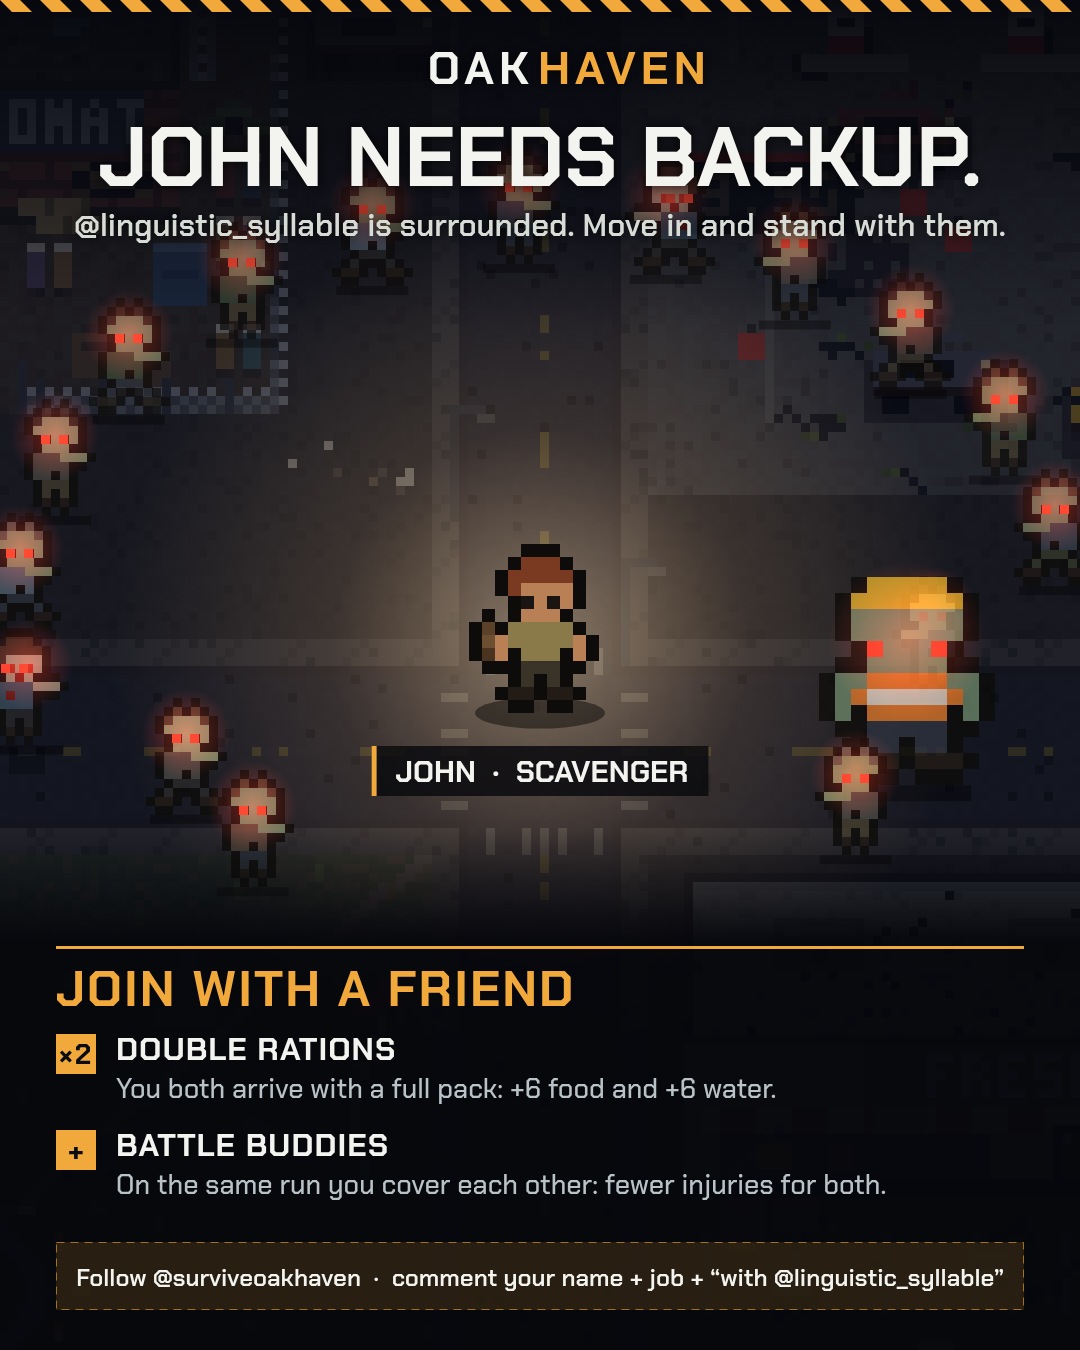 OMAT
OAKHAVEN
JOHN NEEDS BACKUP.
@linguistic_syllable is surrounded. Move in and stand with them.
JOHN · SCAVENGER
JOIN WITH A FRIEND
×2 DOUBLE RATIONS
You both arrive with a full pack: +6 food and +6 water.
+ BATTLE BUDDIES
On the same run you cover each other: fewer injuries for both.
Follow @surviveoakhaven · comment your name + job + “with @linguistic_syllable”